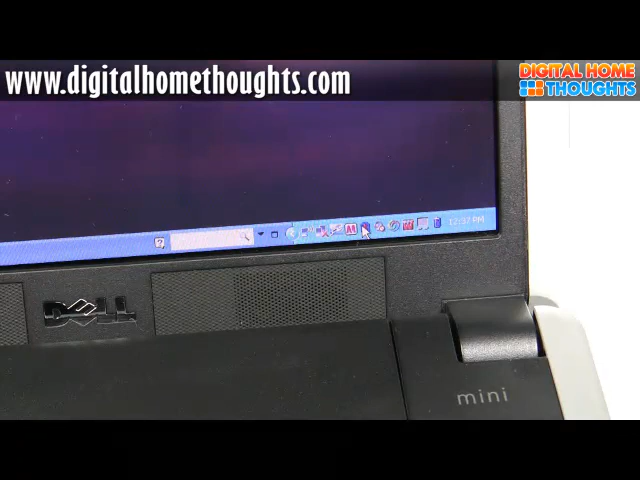 www.digitalhomethoughts.com
DIGITAL HOME
THOUGHTS
12:37 PM
DELL
mini